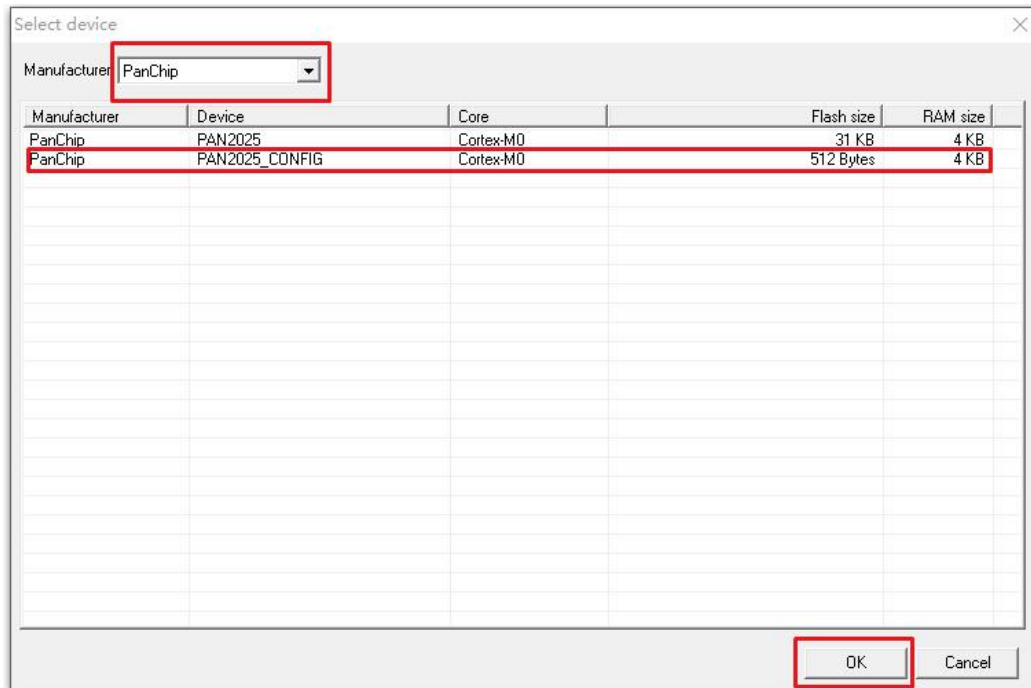 Select device
Manufacturer PanChip
Manufacturer Device Core Flash size RAM size
PanChip PAN2025 Cortex-M0 31 KB 4 KB
PanChip PAN2025_CONFIG Cortex-M0 512 Bytes 4 KB
OK Cancel